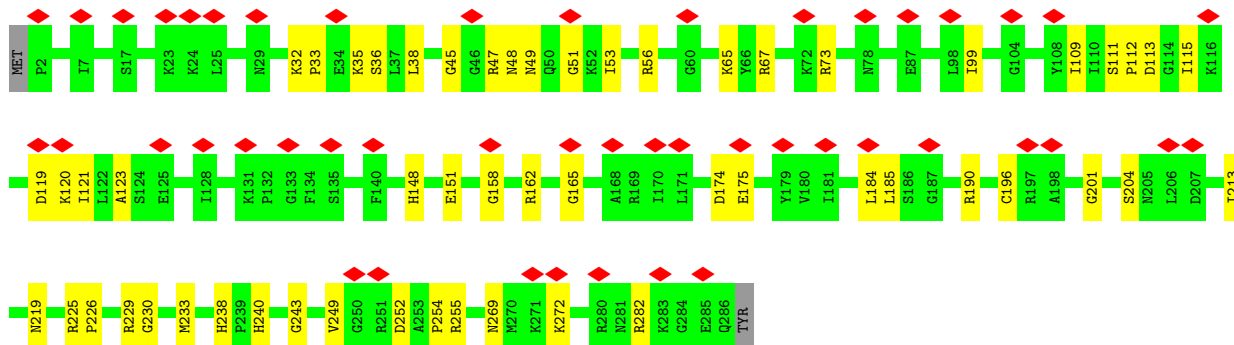 MET P2 I7 S17 K23 K24 L25 N29 K32 P33 E34 K35 S36 L37 L38 G45 G46 R47 N48 N49 Q50 G51 K52 I53 R56 G60 K65 Y66 R67 K72 R73 N78 E87 L98 I99 G104 Y108 I109 I110 S111 P112 D113 G114 I115 K116
D119 K120 I121 L122 A123 S124 E125 I128 K131 P132 G133 F134 S135 F140 H148 E151 G158 R162 G165 A168 R169 I170 L171 D174 E175 Y179 V180 I181 L184 L185 S186 G187 R190 C196 R197 A198 G201 S204 N205 L206 D207 I213
N219 R225 P226 R229 G230 M233 H238 P239 H240 G243 V249 G250 R251 D252 A253 P254 R255 N269 M270 K271 K272 R280 N281 R282 K283 G284 E285 Q286 TYR